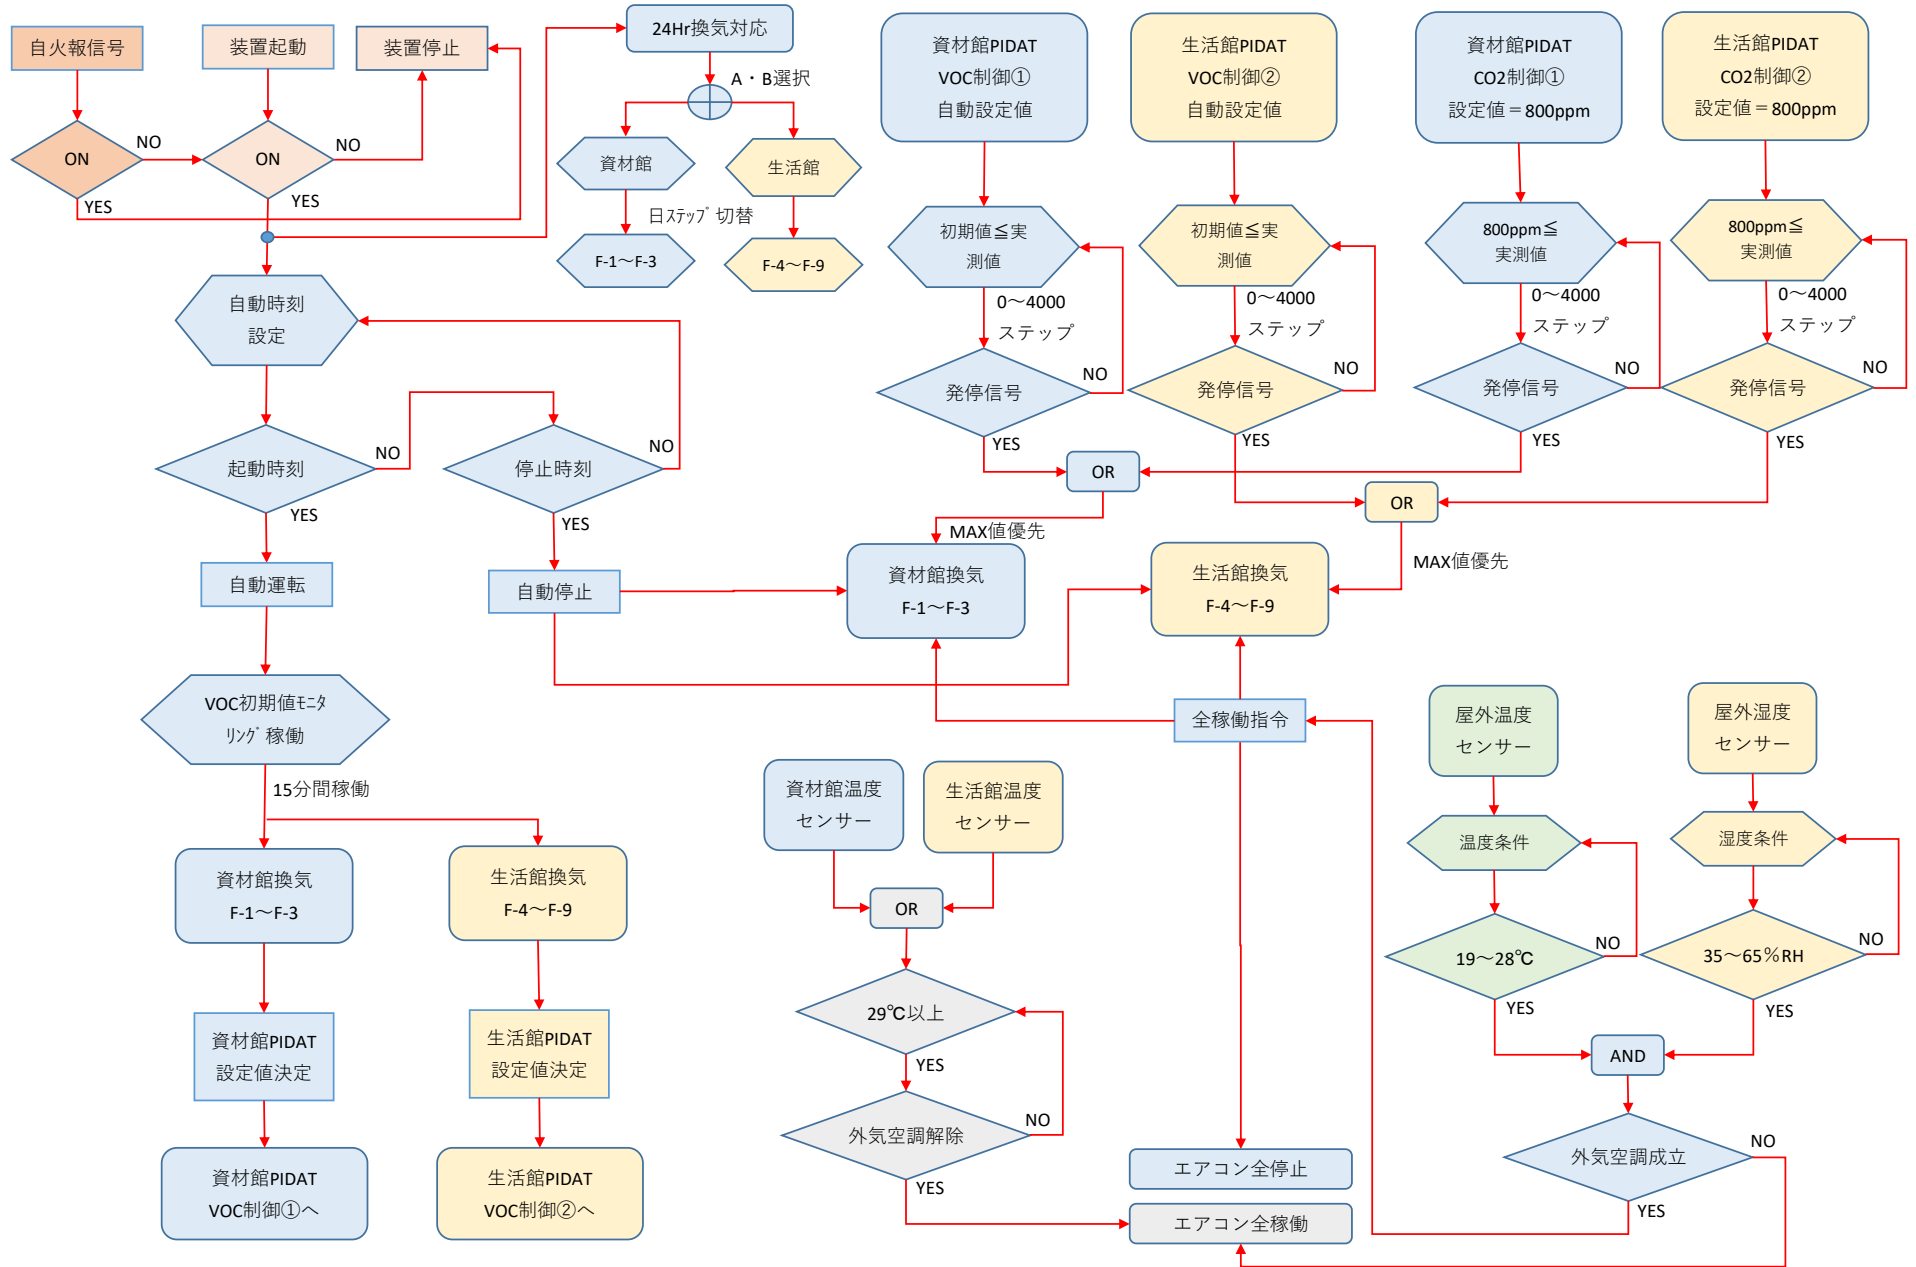 自火報信号
装置起動
装置停止
24Hr換気対応
A・B選択
ON
NO
YES
ON
NO
YES
資材館
生活館
日ｽﾃｯﾌﾟ切替
F-1～F-3
F-4～F-9
資材館PIDAT
VOC制御①
自動設定値
生活館PIDAT
VOC制御②
自動設定値
資材館PIDAT
CO2制御①
設定値＝800ppm
生活館PIDAT
CO2制御②
設定値＝800ppm
初期値≦実
測値
初期値≦実
測値
800ppm≦
実測値
800ppm≦
実測値
0～4000
ステップ
0～4000
ステップ
0～4000
ステップ
0～4000
ステップ
発停信号
NO
YES
発停信号
NO
YES
発停信号
NO
YES
発停信号
NO
YES
OR
OR
MAX値優先
MAX値優先
自動時刻
設定
起動時刻
NO
YES
停止時刻
NO
YES
自動運転
自動停止
資材館換気
F-1～F-3
生活館換気
F-4～F-9
VOC初期値ﾓﾆﾀ
ﾘﾝｸﾞ稼働
15分間稼働
資材館換気
F-1～F-3
生活館換気
F-4～F-9
資材館PIDAT
設定値決定
生活館PIDAT
設定値決定
資材館PIDAT
VOC制御①へ
生活館PIDAT
VOC制御②へ
全稼働指令
資材館温度
センサー
生活館温度
センサー
OR
29℃以上
YES
外気空調解除
NO
YES
エアコン全停止
エアコン全稼働
屋外温度
センサー
屋外湿度
センサー
温度条件
湿度条件
19～28℃
NO
YES
35～65％RH
NO
YES
AND
外気空調成立
NO
YES